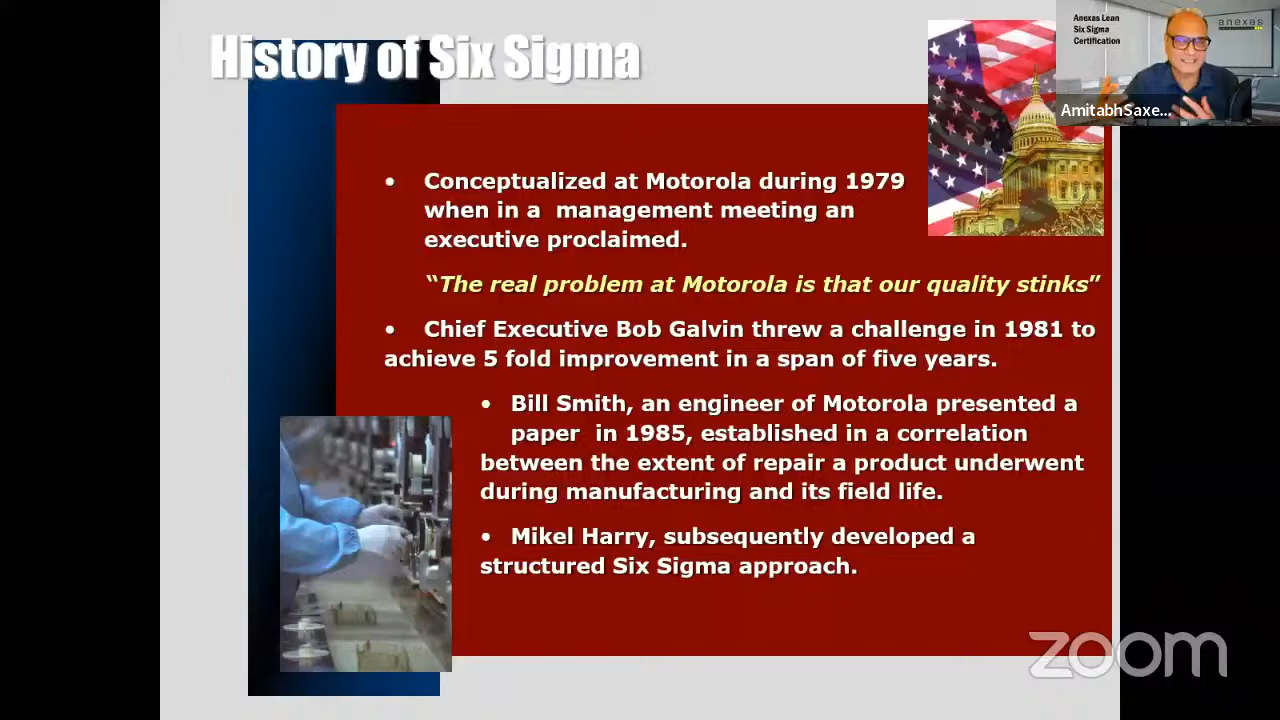 History of Six Sigma
Anexas Lean
Six Sigma
Certification
anexas
AmitabhSaxe...
• Conceptualized at Motorola during 1979
when in a management meeting an
executive proclaimed.
“The real problem at Motorola is that our quality stinks”
• Chief Executive Bob Galvin threw a challenge in 1981 to
achieve 5 fold improvement in a span of five years.
• Bill Smith, an engineer of Motorola presented a
paper in 1985, established in a correlation
between the extent of repair a product underwent
during manufacturing and its field life.
• Mikel Harry, subsequently developed a
structured Six Sigma approach.
zoom